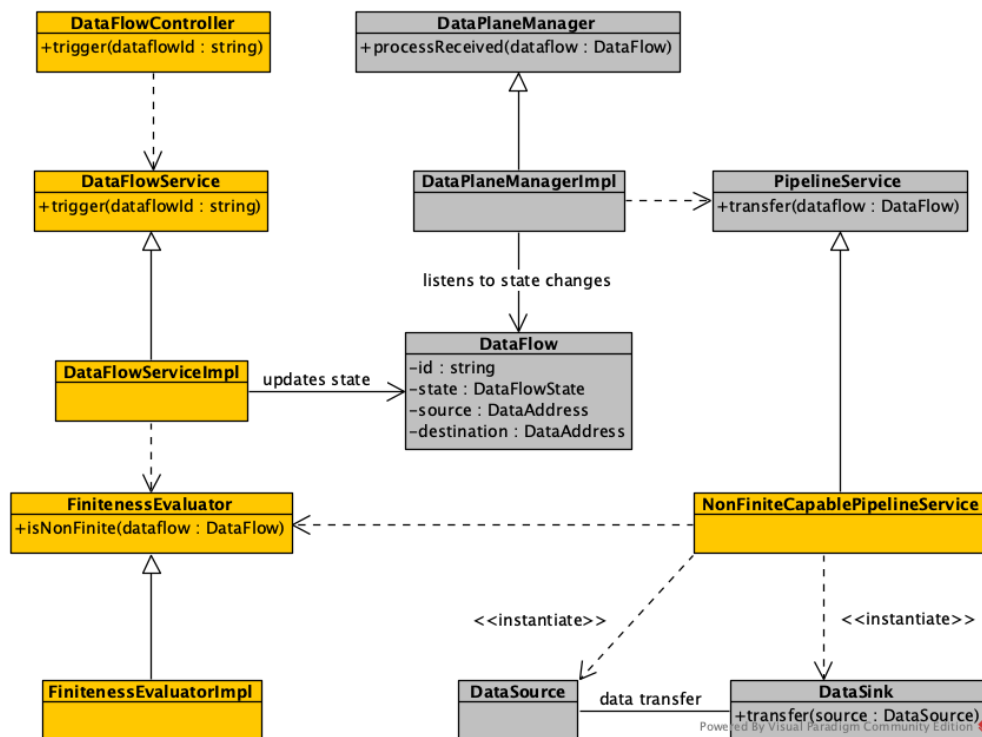 DataFlowController
+trigger(dataflowId : string)
DataPlaneManager
+processReceived(dataflow : DataFlow)
DataFlowService
+trigger(dataflowId : string)
DataPlaneManagerImpl
PipelineService
+transfer(dataflow : DataFlow)
listens to state changes
DataFlow
-id : string
-state : DataFlowState
-source : DataAddress
-destination : DataAddress
DataFlowServiceImpl
updates state
FinitenessEvaluator
+isNonFinite(dataflow : DataFlow)
NonFiniteCapablePipelineService
<<instantiate>>
<<instantiate>>
FinitenessEvaluatorImpl
DataSource
data transfer
DataSink
+transfer(source : DataSource)
Powered By Visual Paradigm Community Edition